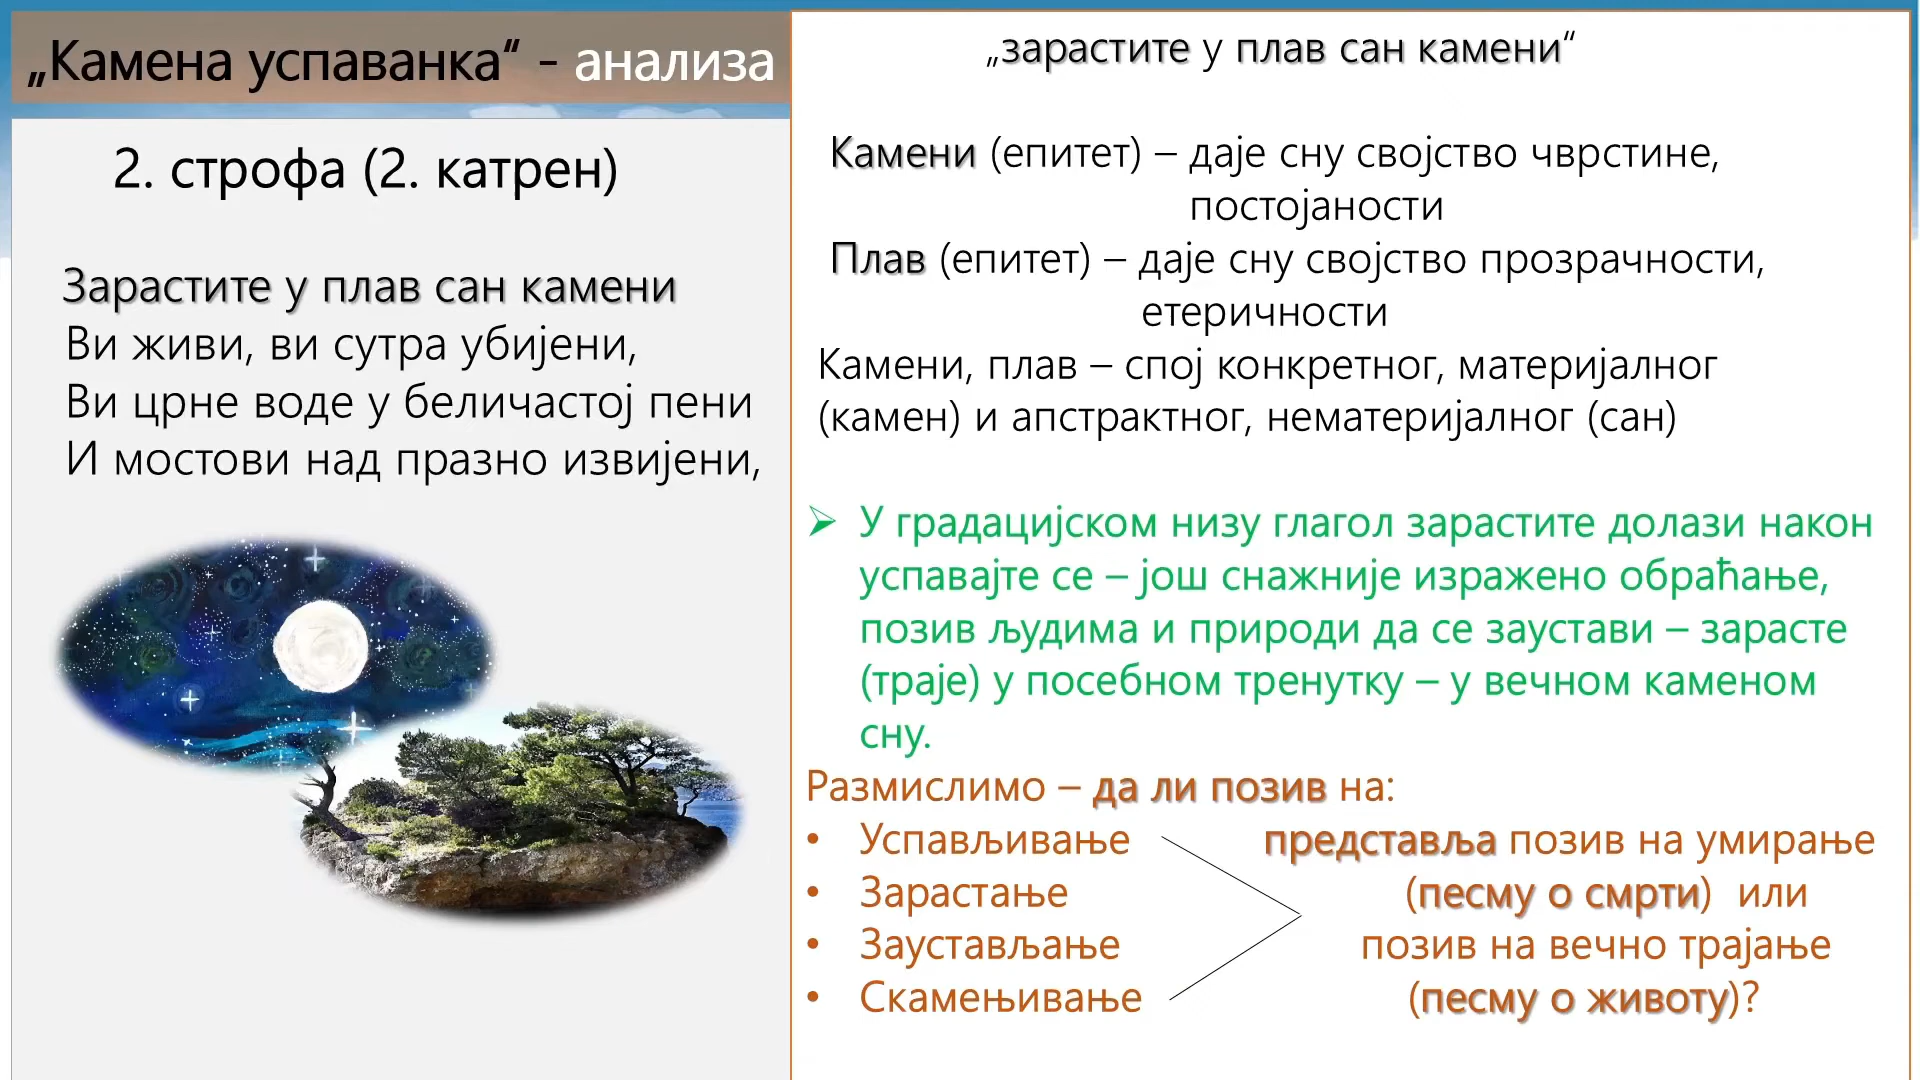 „Камена успаванка“ - анализа
2. строфа (2. катрен)
Зарастите у плав сан камени
Ви живи, ви сутра убијени,
Ви црне воде у беличастој пени
И мостови над празно извијени,
„зарастите у плав сан камени“
Камени (епитет) – даје сну својство чврстине,
постојаности
Плав (епитет) – даје сну својство прозрачности,
етеричности
Камени, плав – спој конкретног, материјалног
(камен) и апстрактног, нематеријалног (сан)
➢ У градацијском низу глагол зарастите долази након
успавајте се – још снажније изражено обраћање,
позив људима и природи да се заустави – зарасте
(траје) у посебном тренутку – у вечном каменом
сну.
Размислимо – да ли позив на:
• Успављивање представља позив на умирање
• Зарастање (песму о смрти) или
• Заустављање позив на вечно трајање
• Скамењивање (песму о животу)?